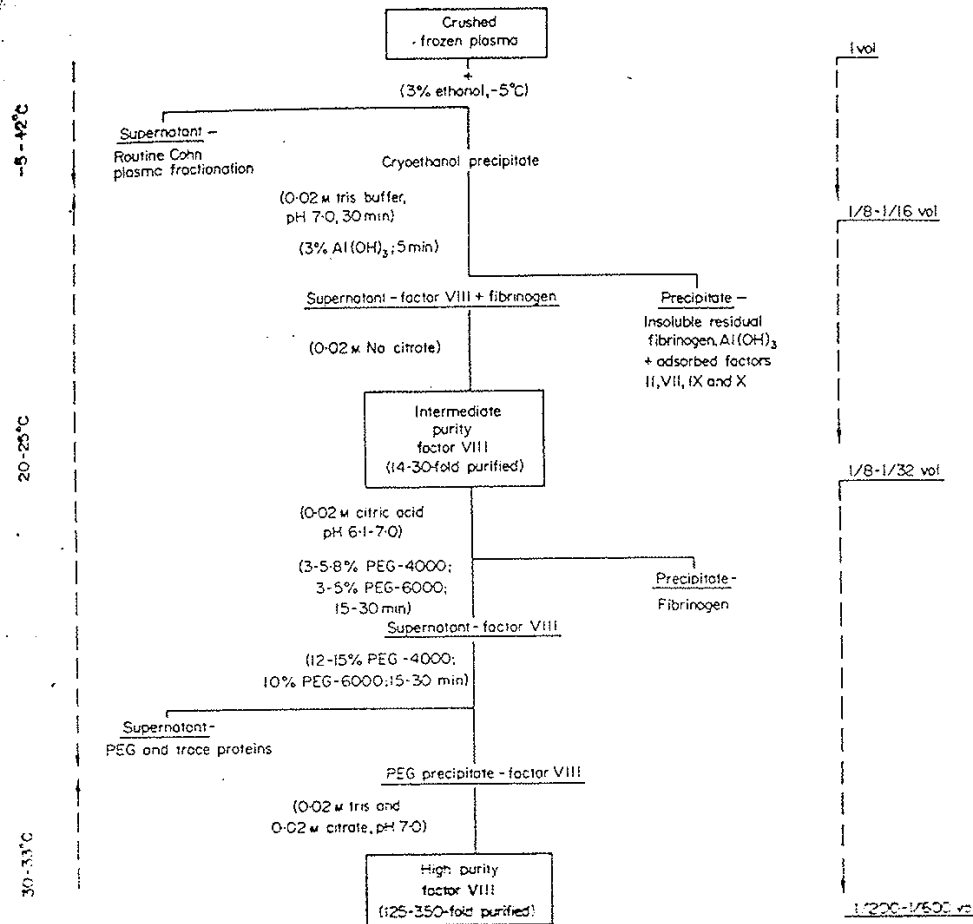 Crushed
frozen plasma
+
(3% ethanol,-5°C)
1 vol
Supernatant –
Routine Cohn
plasma fractionation
Cryoethanol precipitate
(0·02 M tris buffer,
pH 7·0, 30 min)
(3% Al(OH)₃; 5 min)
1/8-1/16 vol
Supernatant-factor VIII + fibrinogen
Precipitate –
Insoluble residual
fibrinogen, Al(OH)₃
+ adsorbed factors
II, VII, IX and X
(0·02 M Na citrate)
20-25°C
Intermediate
purity
factor VIII
(14-30-fold purified)
1/8-1/32 vol
(0·02 M citric acid
pH 6·1-7·0)
(3-5·8% PEG-4000;
3-5% PEG-6000;
15-30 min)
Precipitate-
Fibrinogen
Supernatant-factor VIII
(12-15% PEG-4000;
10% PEG-6000; 15-30 min)
Supernatant-
PEG and trace proteins
PEG precipitate-factor VIII
(0·02 M tris and
0·02 M citrate, pH 7·0)
30-33°C
High purity
factor VIII
(125-350-fold purified)